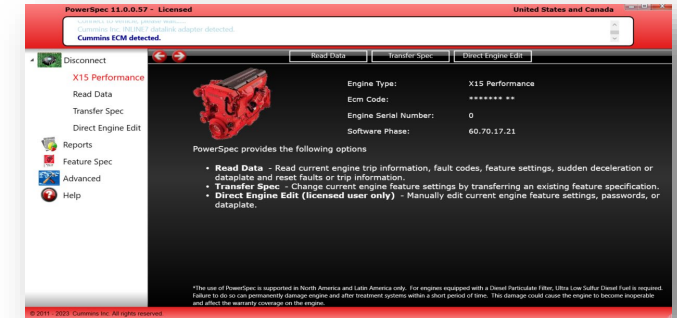 PowerSpec 11.0.0.57 - Licensed
United States and Canada
Cummins Inc. INLINE7 datalink adapter detected.
Cummins ECM detected.
Disconnect
X15 Performance
Read Data
Transfer Spec
Direct Engine Edit
Reports
Feature Spec
Advanced
Help
Read Data
Transfer Spec
Direct Engine Edit
Engine Type: X15 Performance
Ecm Code: ******* **
Engine Serial Number: 0
Software Phase: 60.70.17.21
PowerSpec provides the following options
• Read Data - Read current engine trip information, fault codes, feature settings, sudden deceleration or
dataplate and reset faults or trip information.
• Transfer Spec - Change current engine feature settings by transferring an existing feature specification.
• Direct Engine Edit (licensed user only) - Manually edit current engine feature settings, passwords, or
dataplate.
*The use of PowerSpec is supported in North America and Latin America only. For engines equipped with a Diesel Particulate Filter, Ultra Low Sulfur Diesel Fuel is required.
Failure to do so can permanently damage engine and after treatment systems within a short period of time. This damage could cause the engine to become inoperable
and affect the warranty coverage on the engine.
© 2011 - 2023 Cummins Inc. All rights reserved.